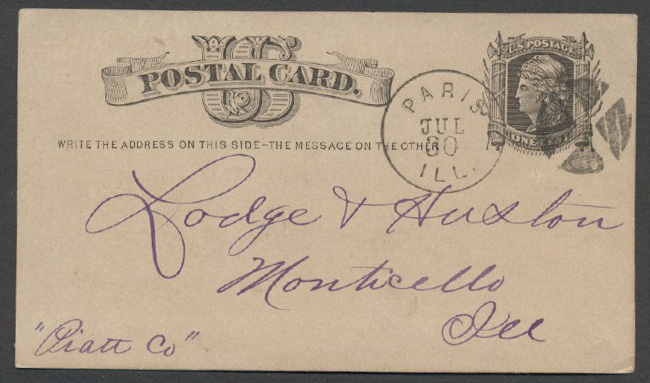 US
POSTAL CARD.
U.S. POSTAGE
ONE CENT
PARIS
JUL
30
ILL.
WRITE THE ADDRESS ON THIS SIDE-THE MESSAGE ON THE OTHER
Lodge & Huston
Monticello
Ill
"Piatt Co"